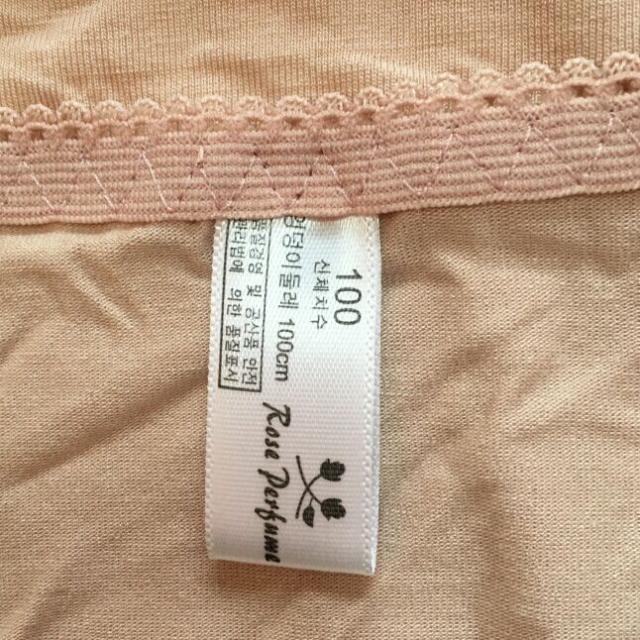 100
신체치수
엉덩이둘레 100cm
품질경영 및 공산품 안전
관리법에 의한 품질표시
Rose Perfume